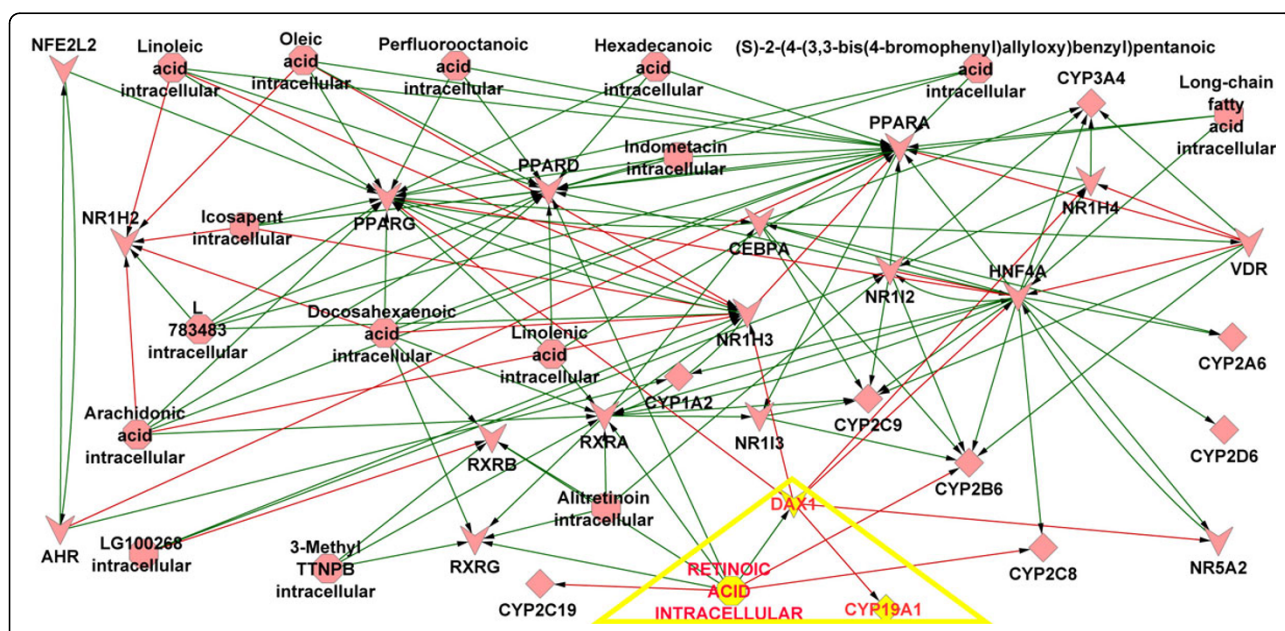 NFE2L2
Linoleic
acid
intracellular
Oleic
acid
intracellular
Perfluorooctanoic
acid
intracellular
Hexadecanoic
acid
intracellular
(S)-2-(4-(3,3-bis(4-bromophenyl)allyloxy)benzyl)pentanoic
acid
intracellular
CYP3A4
Long-chain
fatty
acid
intracellular
PPARA
Indometacin
intracellular
PPARD
NR1H4
NR1H2
Icosapent
intracellular
PPARG
CEBPA
NR1I2
HNF4A
VDR
L
783483
intracellular
Docosahexaenoic
acid
intracellular
Linolenic
acid
intracellular
NR1H3
CYP2A6
CYP1A2
Arachidonic
acid
intracellular
RXRB
RXRA
NR1I3
CYP2C9
CYP2D6
CYP2B6
Alitretinoin
intracellular
DAX1
AHR
LG100268
intracellular
3-Methyl
TTNPB
intracellular
RXRG
CYP2C19
RETINOIC
ACID
INTRACELLULAR
CYP19A1
CYP2C8
NR5A2